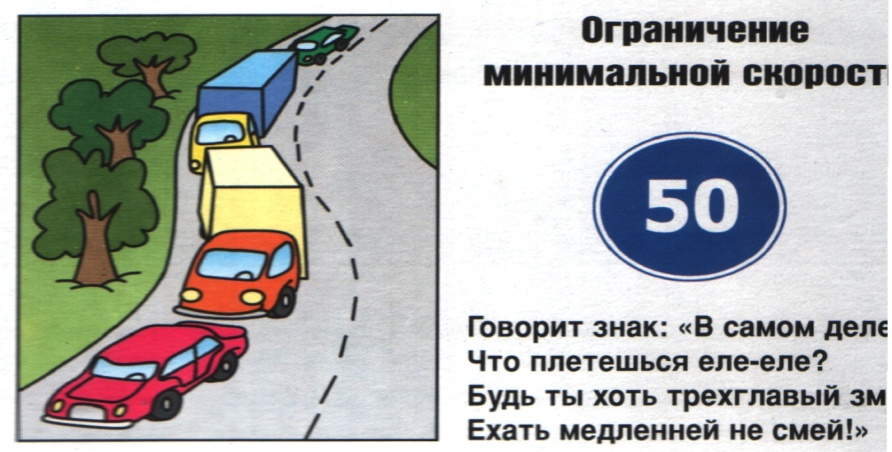 Ограничение
минимальной скорост
50
Говорит знак: «В самом деле
Что плетешься еле-еле?
Будь ты хоть трехглавый зм
Ехать медленней не смей!»